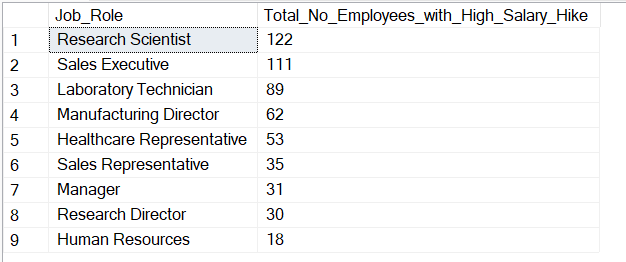 Job_Role Total_No_Employees_with_High_Salary_Hike
1 Research Scientist 122
2 Sales Executive 111
3 Laboratory Technician 89
4 Manufacturing Director 62
5 Healthcare Representative 53
6 Sales Representative 35
7 Manager 31
8 Research Director 30
9 Human Resources 18